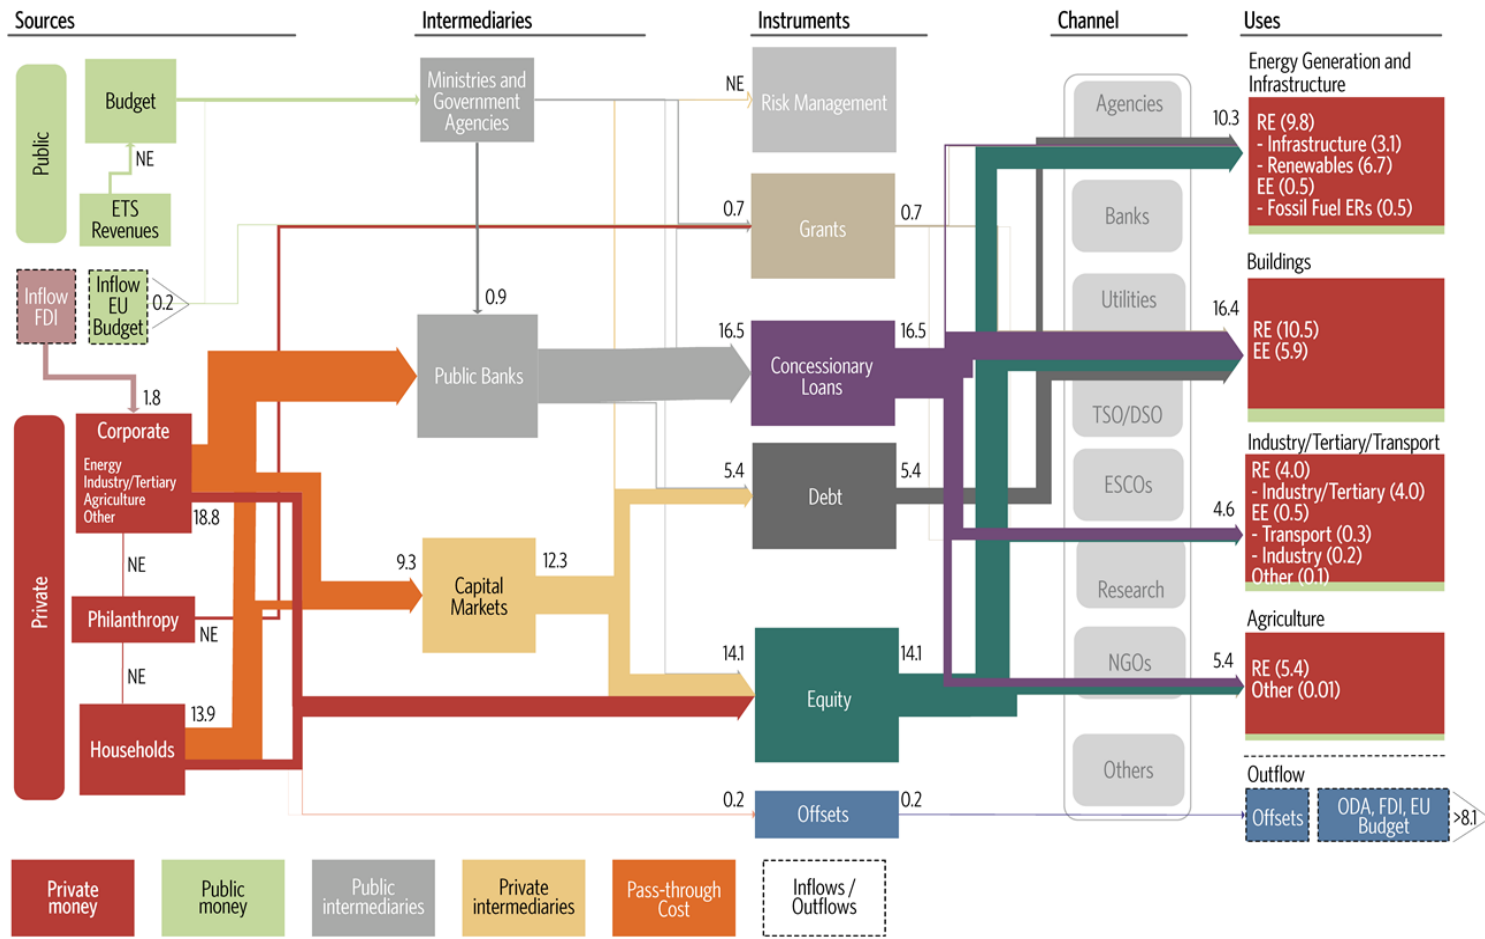 Sources
Intermediaries
Instruments
Channel
Uses
Public
Budget
NE
ETS
Revenues
Inflow
FDI
Inflow
EU
Budget
0.2
1.8
Private
Corporate
Energy
Industry/Tertiary
Agriculture
Other
18.8
NE
Philanthropy
NE
NE
Households
13.9
Ministries and
Government
Agencies
0.9
Public Banks
9.3
Capital
Markets
12.3
NE
Risk Management
0.7
Grants
0.7
16.5
Concessionary
Loans
16.5
5.4
Debt
5.4
14.1
Equity
14.1
0.2
Offsets
0.2
Agencies
Banks
Utilities
TSO/DSO
ESCOs
Research
NGOs
Others
Energy Generation and
Infrastructure
10.3
RE (9.8)
- Infrastructure (3.1)
- Renewables (6.7)
EE (0.5)
- Fossil Fuel ERs (0.5)
Buildings
16.4
RE (10.5)
EE (5.9)
Industry/Tertiary/Transport
4.6
RE (4.0)
- Industry/Tertiary (4.0)
EE (0.5)
- Transport (0.3)
- Industry (0.2)
Other (0.1)
Agriculture
5.4
RE (5.4)
Other (0.01)
Outflow
Offsets
ODA, FDI, EU
Budget
>8.1
Private
money
Public
money
Public
intermediaries
Private
intermediaries
Pass-through
Cost
Inflows /
Outflows